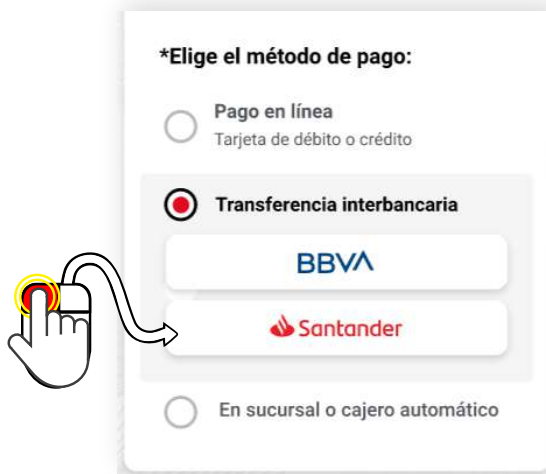 *Elige el método de pago:
Pago en línea
Tarjeta de débito o crédito
Transferencia interbancaria
BBVA
Santander
En sucursal o cajero automático